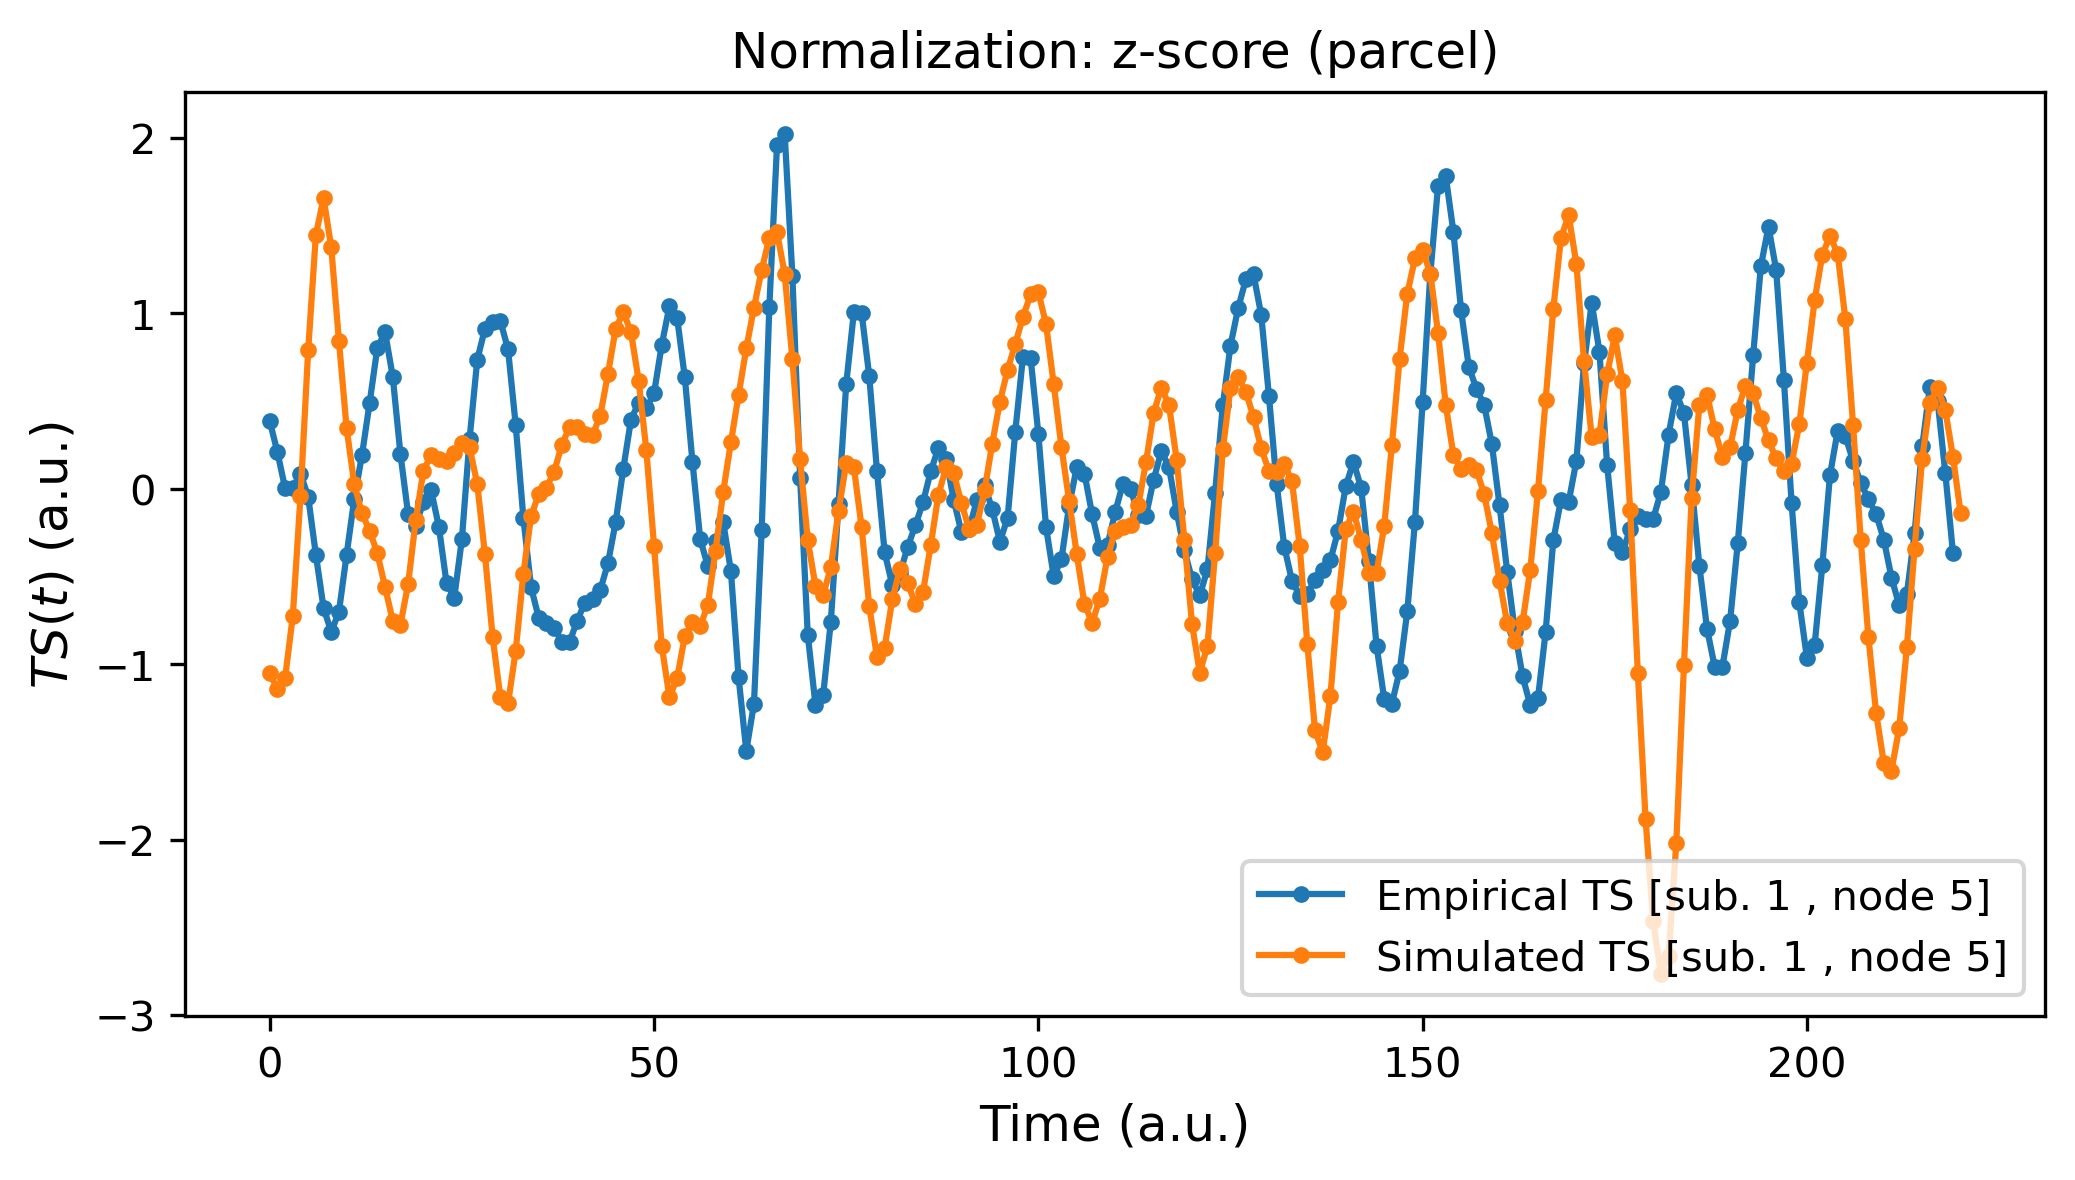 Normalization: z-score (parcel)
TS(t) (a.u.)
2
1
0
−1
−2
−3
Empirical TS [sub. 1 , node 5]
Simulated TS [sub. 1 , node 5]
0 50 100 150 200
Time (a.u.)